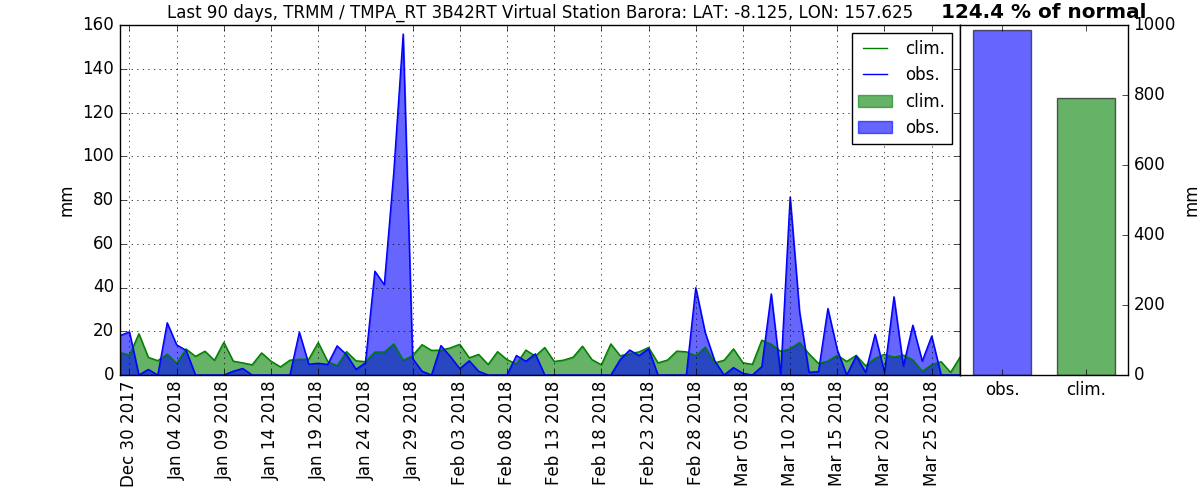 Last 90 days, TRMM / TMPA_RT 3B42RT Virtual Station Barora: LAT: -8.125, LON: 157.625
124.4 % of normal
160
140
120
100
80
60
40
20
0
mm
clim.
obs.
clim.
obs.
1000
800
600
400
200
0
mm
obs.
clim.
Dec 30 2017
Jan 04 2018
Jan 09 2018
Jan 14 2018
Jan 19 2018
Jan 24 2018
Jan 29 2018
Feb 03 2018
Feb 08 2018
Feb 13 2018
Feb 18 2018
Feb 23 2018
Feb 28 2018
Mar 05 2018
Mar 10 2018
Mar 15 2018
Mar 20 2018
Mar 25 2018